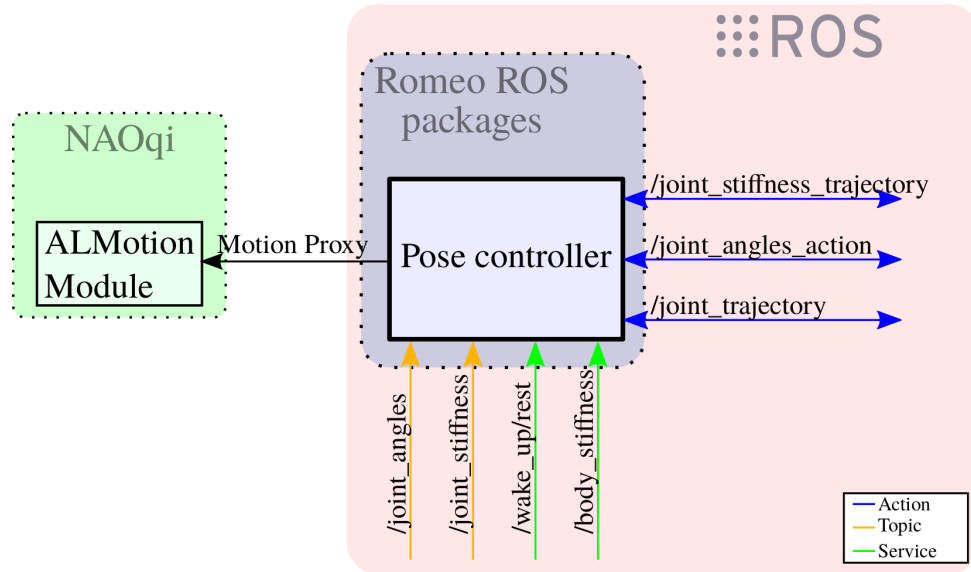 ROS
Romeo ROS
packages
NAOqi
/joint_stiffness_trajectory
ALMotion
Module
Motion Proxy
Pose controller
/joint_angles_action
/joint_trajectory
/joint_angles
/joint_stiffness
/wake_up/rest
/body_stiffness
Action
Topic
Service